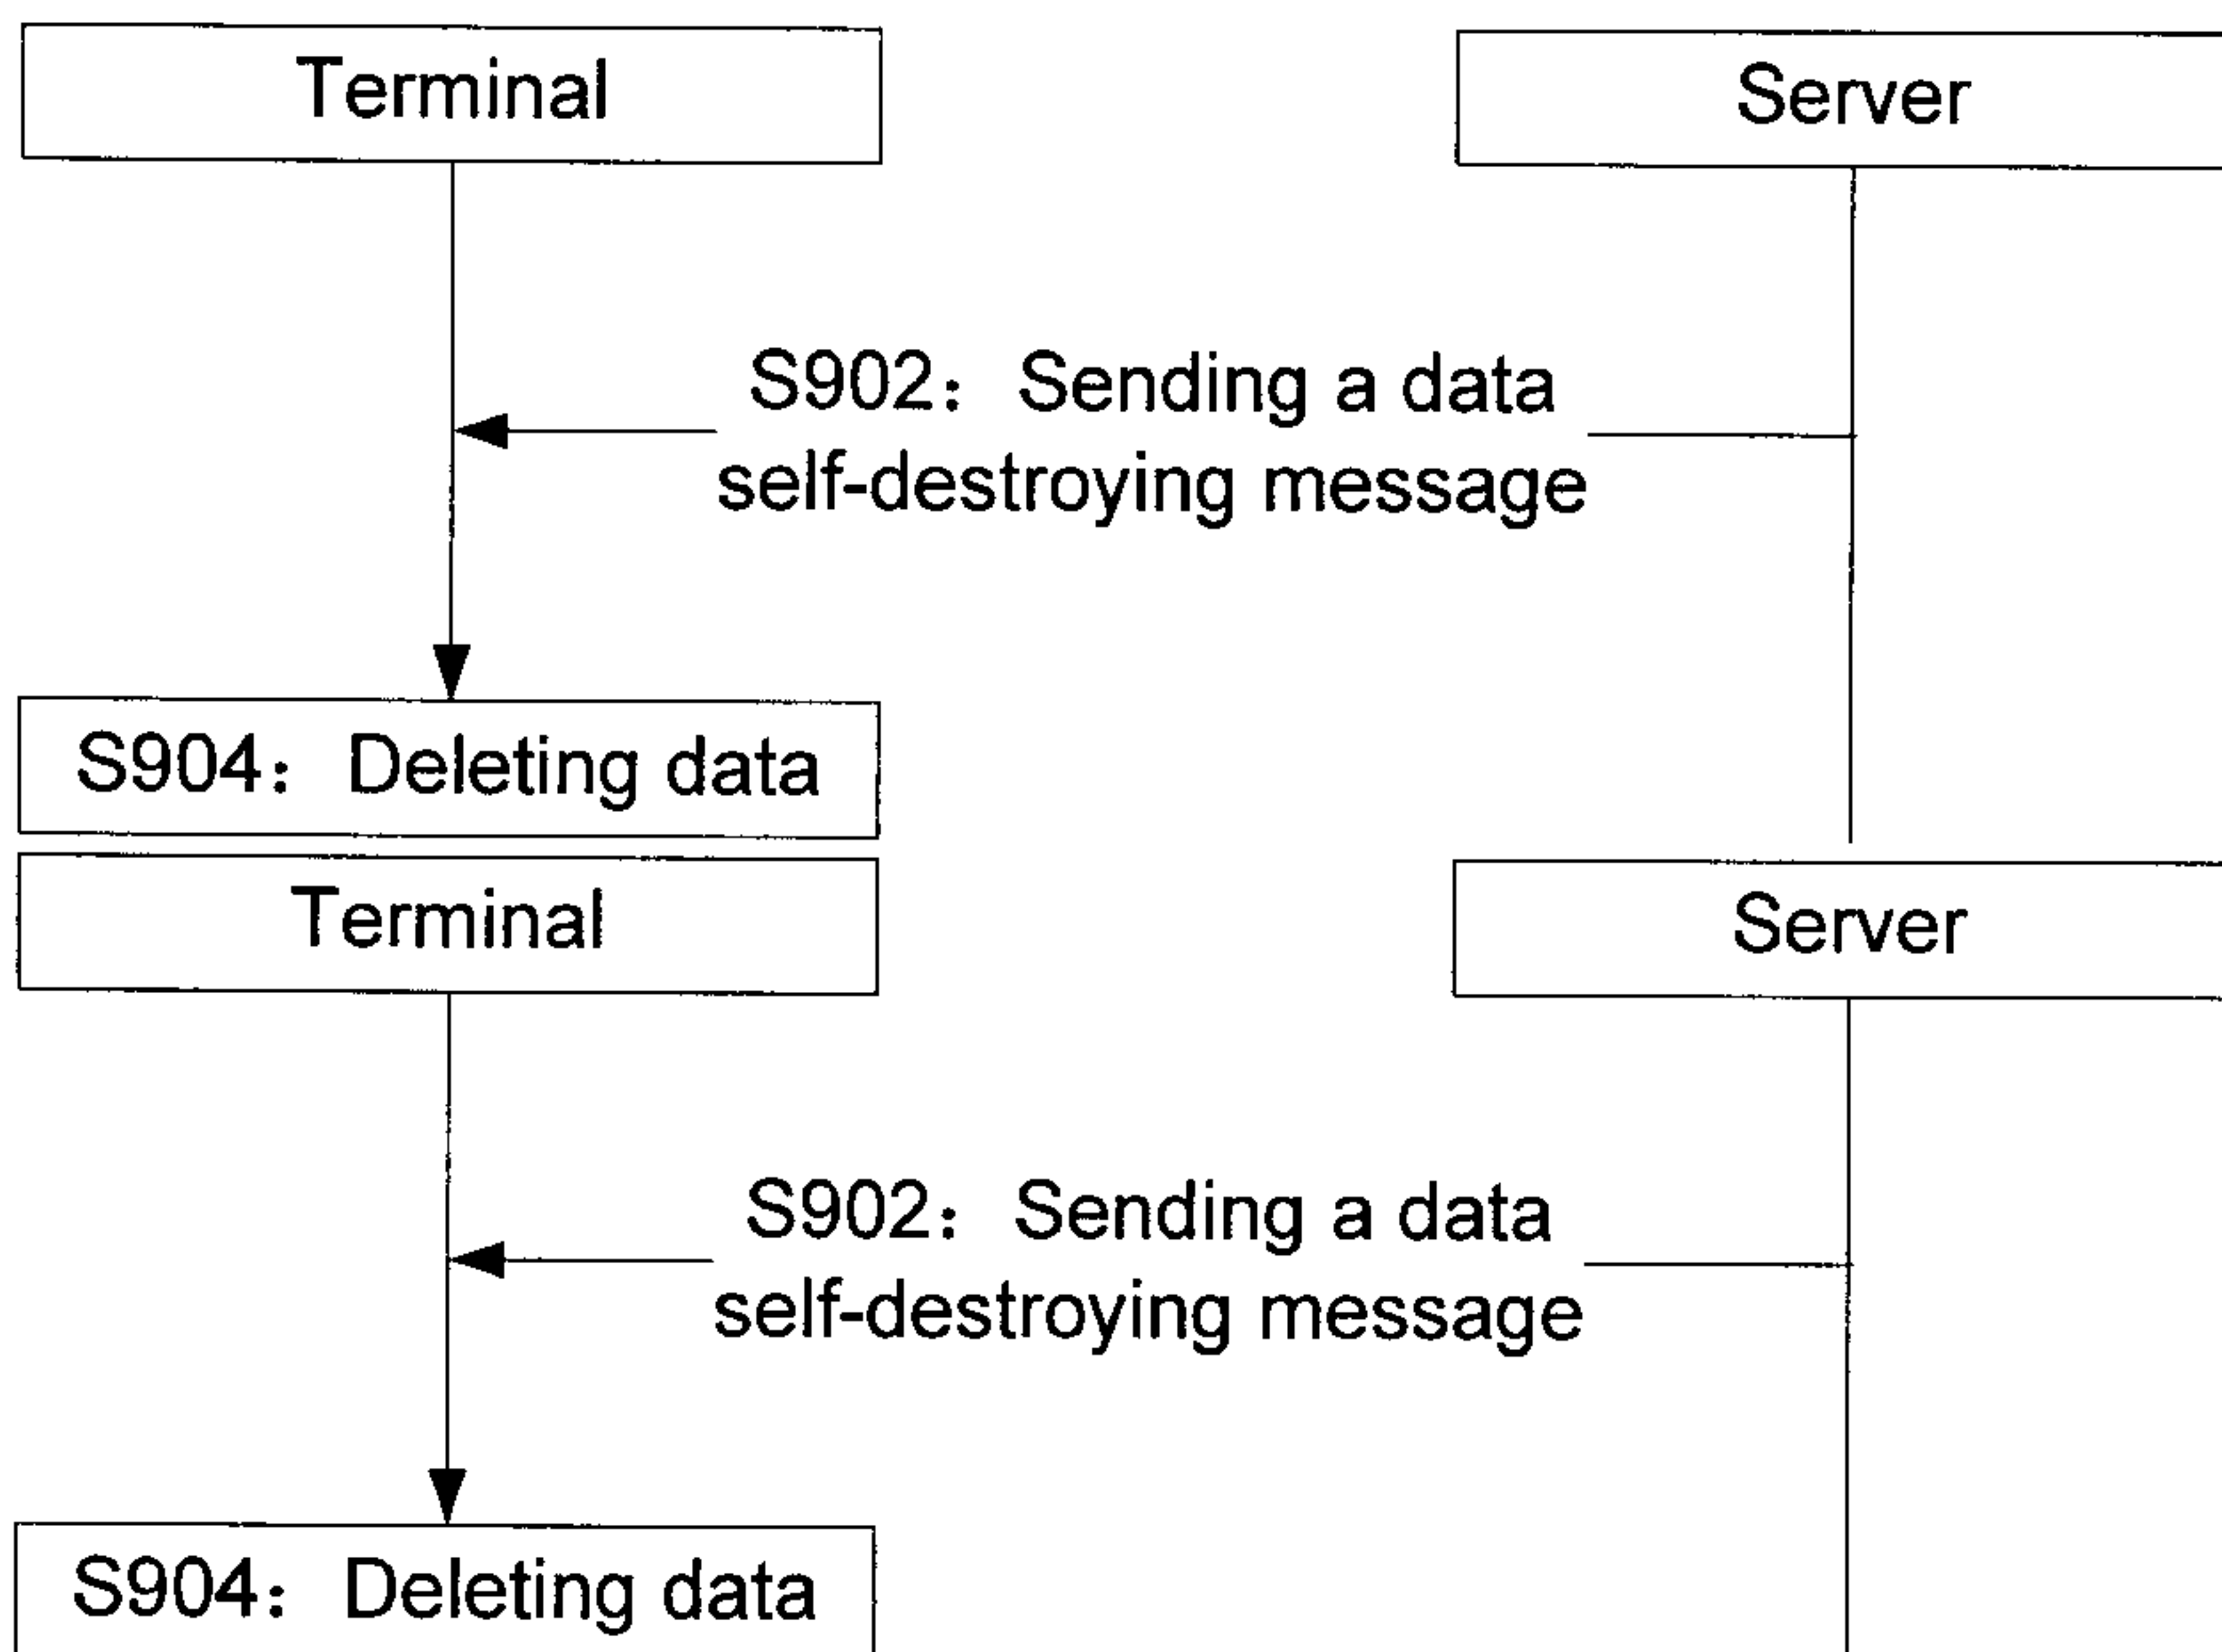 Terminal
Server
S902： Sending a data
self-destroying message
S904： Deleting data
Terminal
Server
S902： Sending a data
self-destroying message
S904： Deleting data